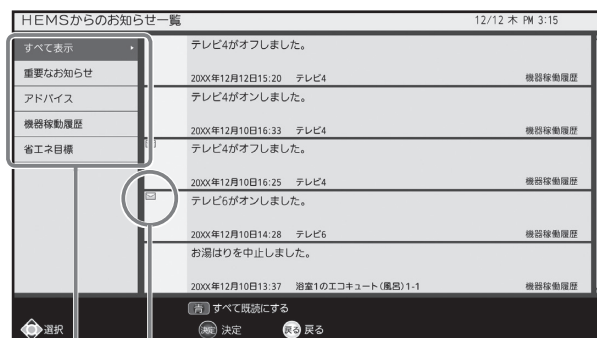 HEMSからのお知らせ一覧 12/12 木 PM 3:15
すべて表示
重要なお知らせ
アドバイス
機器稼動履歴
省エネ目標
テレビ4がオフしました。
20XX年12月12日15:20 テレビ4 機器稼働履歴
テレビ4がオンしました。
20XX年12月10日16:33 テレビ4 機器稼働履歴
テレビ4がオフしました。
20XX年12月10日16:25 テレビ4 機器稼働履歴
テレビ6がオンしました。
20XX年12月10日14:28 テレビ6 機器稼働履歴
お湯はりを中止しました。
20XX年12月10日13:37 浴室1のエコキュート(風呂)1-1 機器稼働履歴
青 すべて既読にする
選択 決定 決定 戻る 戻る